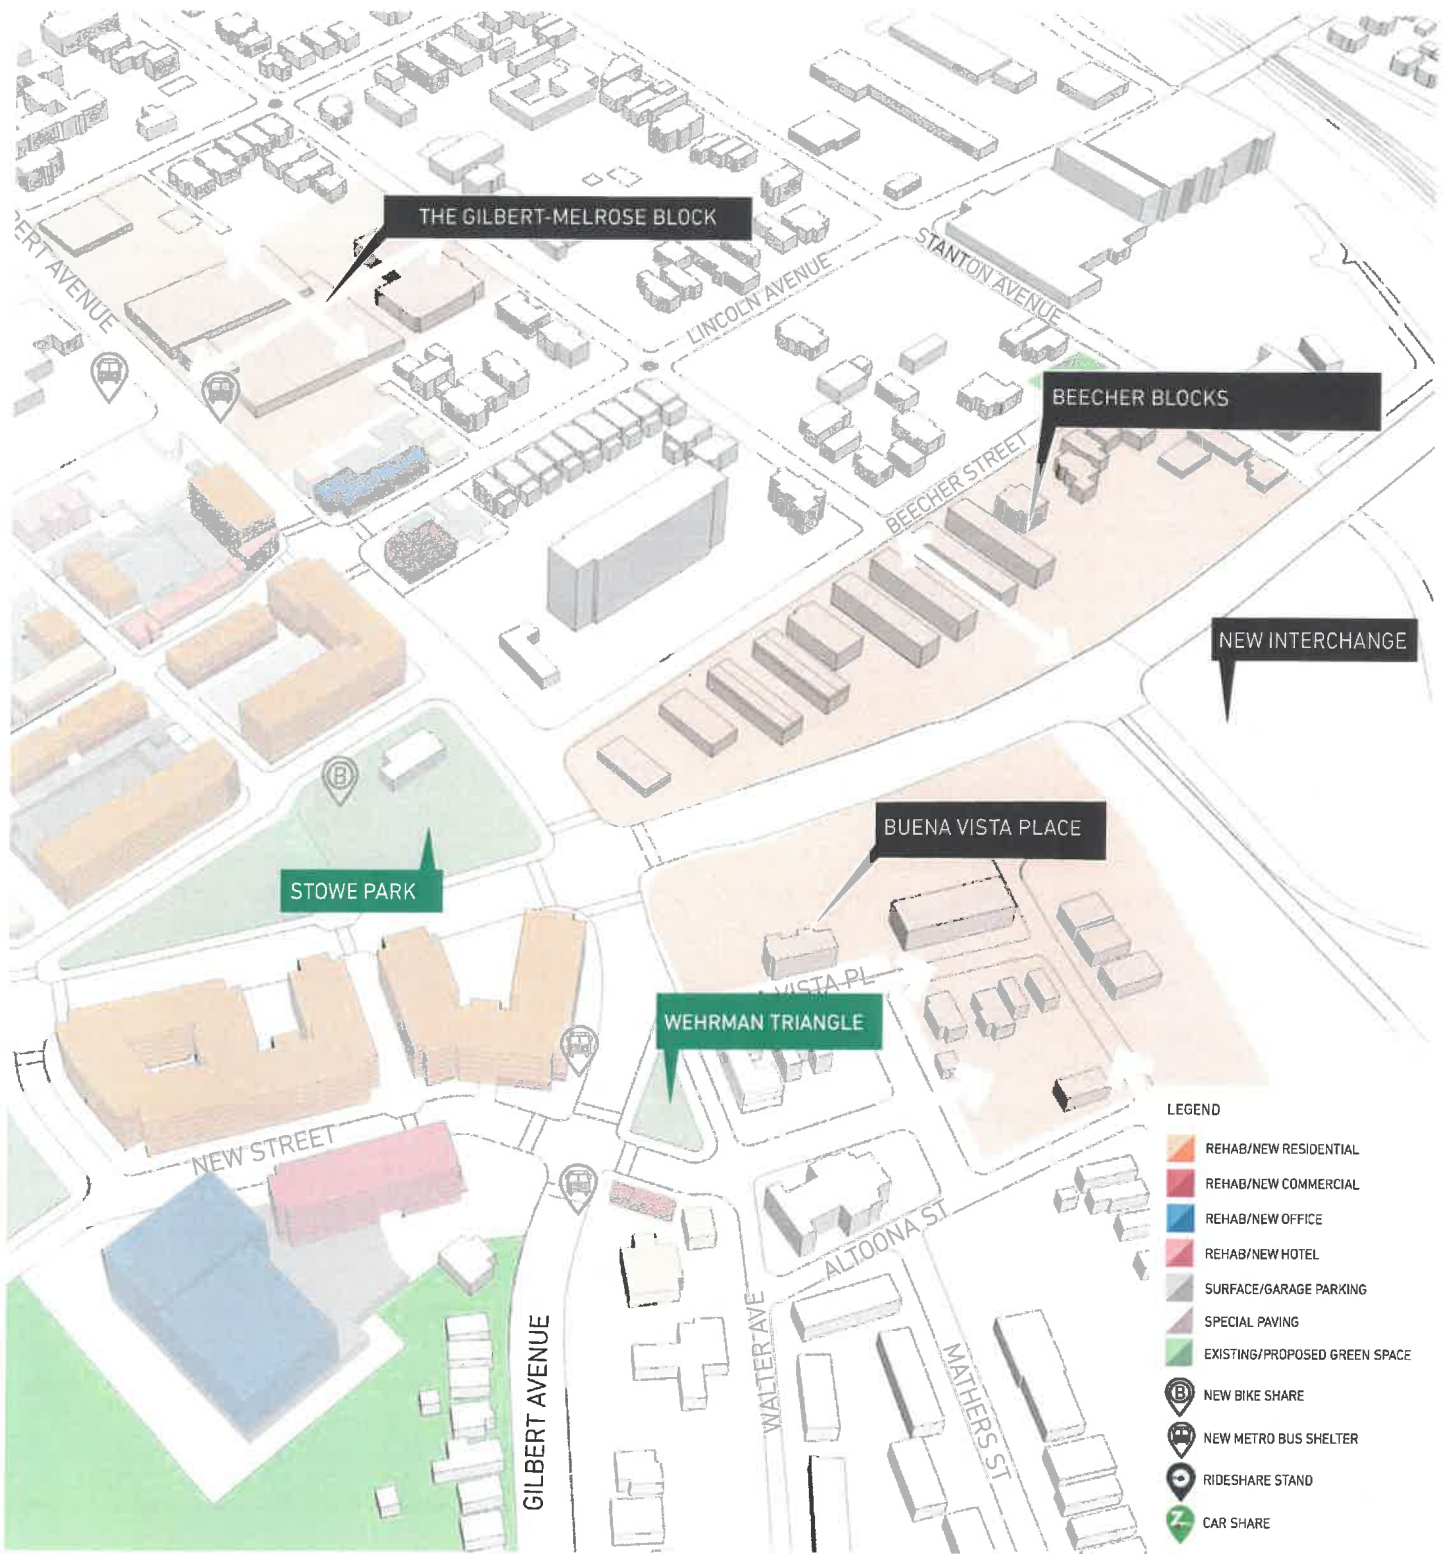 THE GILBERT-MELROSE BLOCK
STANTON AVENUE
ERT AVENUE
LINCOLN AVENUE
BEECHER BLOCKS
BEECHER STREET
NEW INTERCHANGE
B
BUENA VISTA PLACE
STOWE PARK
VISTA PL
WEHRMAN TRIANGLE
NEW STREET
ALTOONA ST
GILBERT AVENUE
WALTER AVE
MATHERS ST
LEGEND
REHAB/NEW RESIDENTIAL
REHAB/NEW COMMERCIAL
REHAB/NEW OFFICE
REHAB/NEW HOTEL
SURFACE/GARAGE PARKING
SPECIAL PAVING
EXISTING/PROPOSED GREEN SPACE
B NEW BIKE SHARE
NEW METRO BUS SHELTER
RIDESHARE STAND
Z CAR SHARE